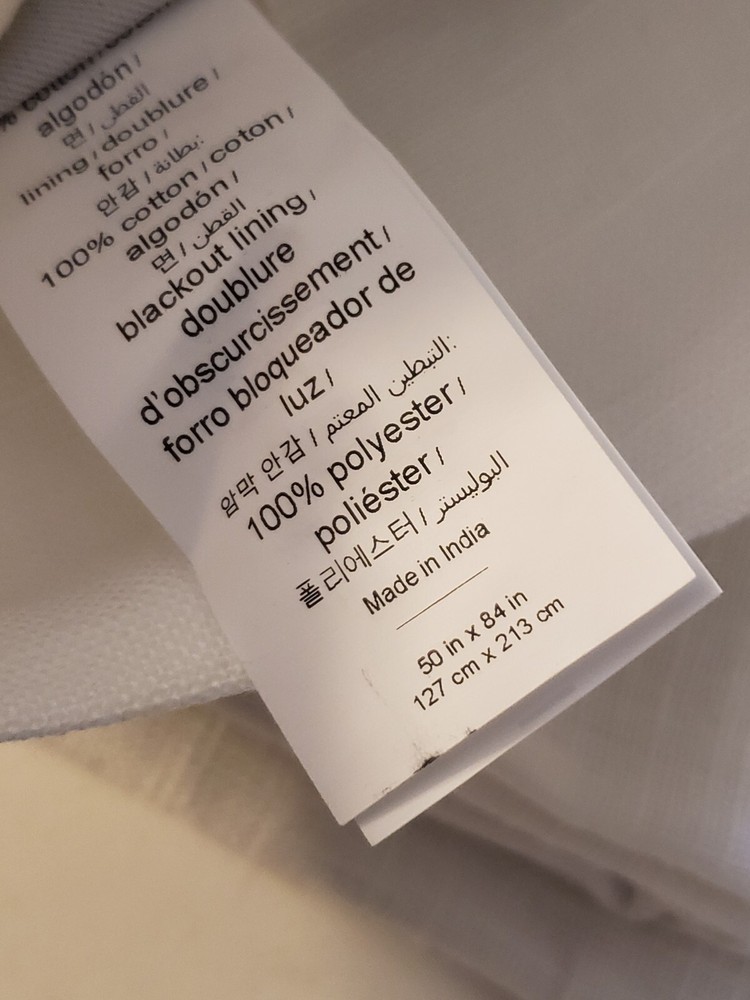 % cotton / coton /
algodón /
면 / القطن
lining / doublure /
forro /
안감 / بطانة:
100% cotton / coton /
algodón /
면 / القطن
blackout lining /
doublure
d'obscurcissement /
forro bloqueador de
luz /
암막 안감 / التبطين المعتم:
100% polyester /
poliéster /
폴리에스터 / البوليستر
Made in India
50 in x 84 in
127 cm x 213 cm